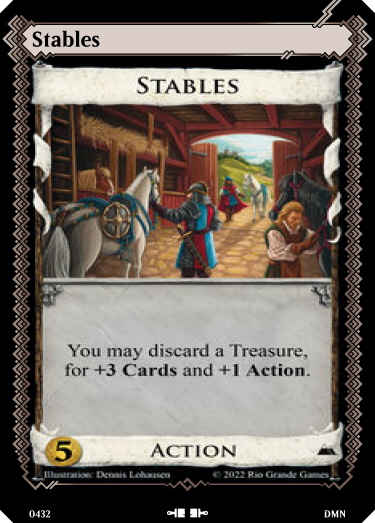 Stables
STABLES
You may discard a Treasure,
for +3 Cards and +1 Action.
5
ACTION
Illustration: Dennis Lohausen © 2022 Rio Grande Games
0432 DMN